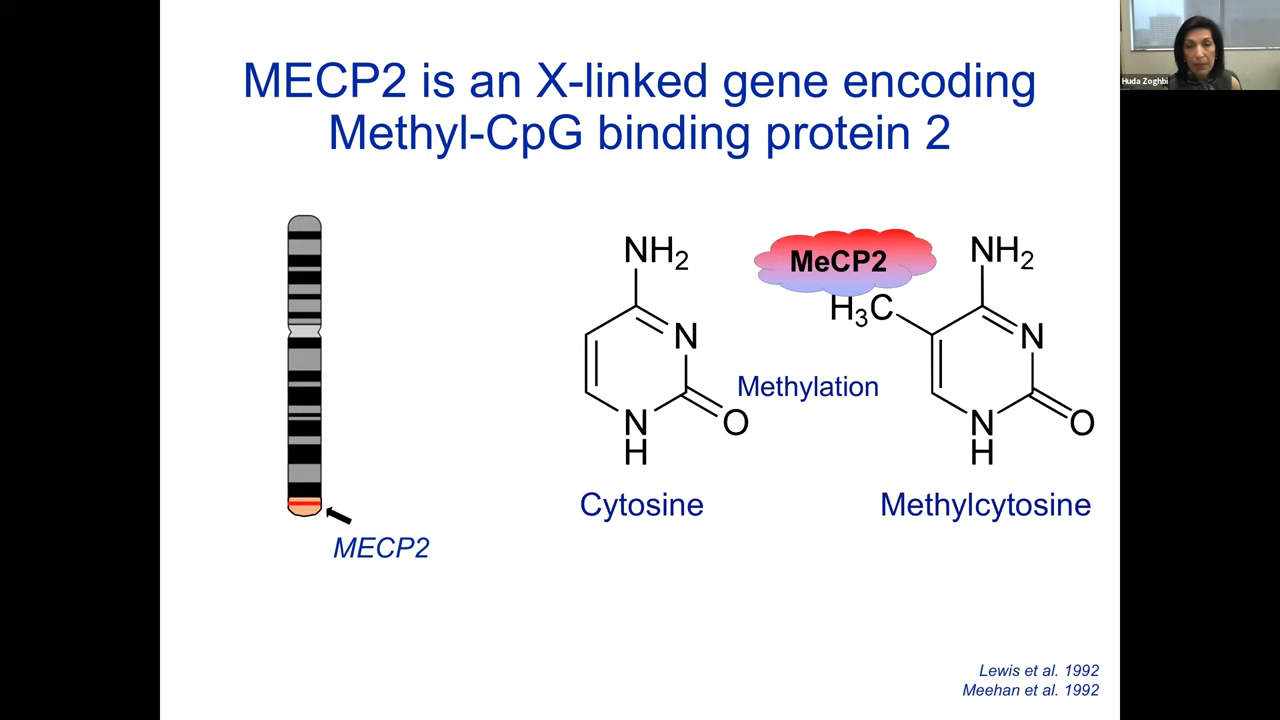 MECP2 is an X-linked gene encoding
Methyl-CpG binding protein 2
Huda Zoghbi
NH2
MeCP2
NH2
H3C
N
N
Methylation
N
H
O
N
H
O
Cytosine
Methylcytosine
MECP2
Lewis et al. 1992
Meehan et al. 1992